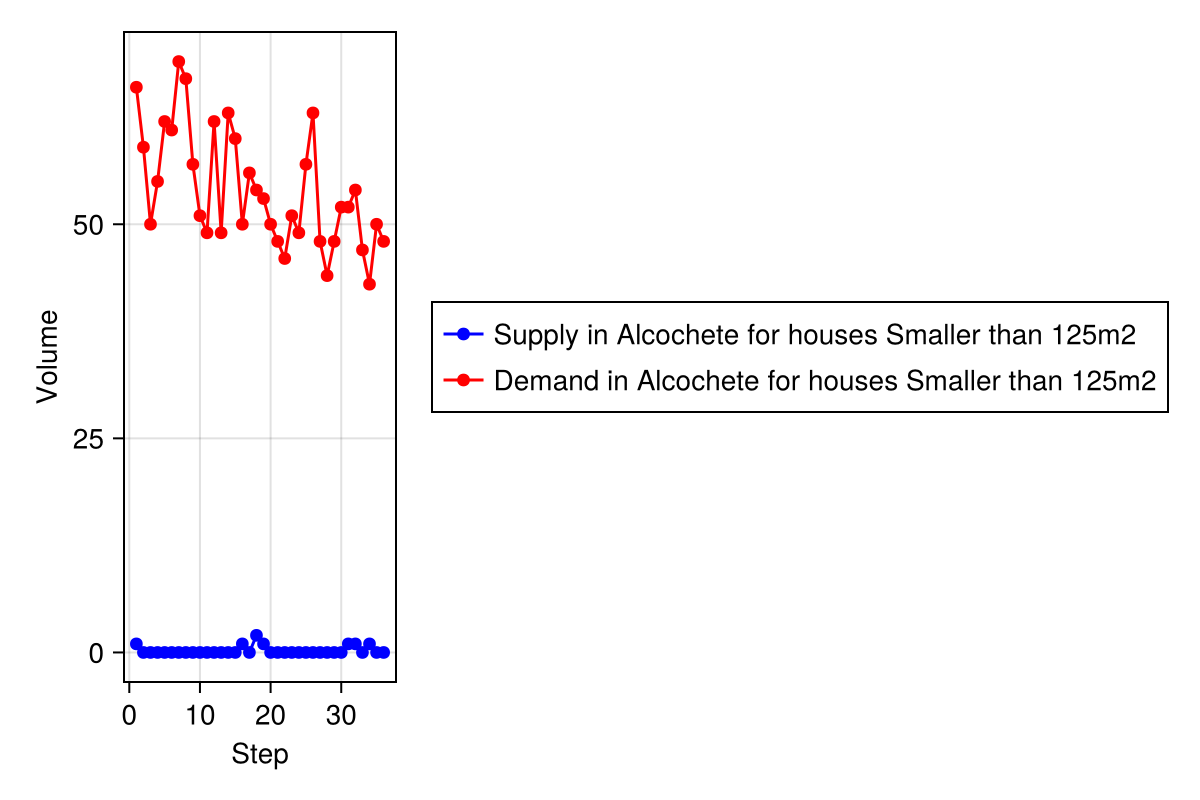 Volume
50
25
0
0 10 20 30
Step
Supply in Alcochete for houses Smaller than 125m2
Demand in Alcochete for houses Smaller than 125m2